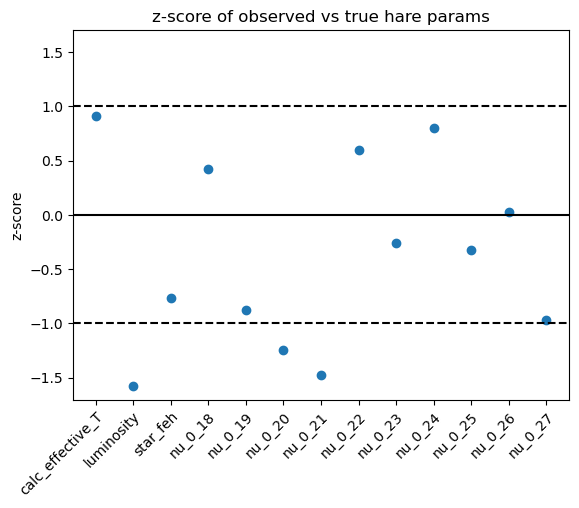 z-score of observed vs true hare params
z-score
1.5
1.0
0.5
0.0
−0.5
−1.0
−1.5
calc_effective_T
luminosity
star_feh
nu_0_18
nu_0_19
nu_0_20
nu_0_21
nu_0_22
nu_0_23
nu_0_24
nu_0_25
nu_0_26
nu_0_27